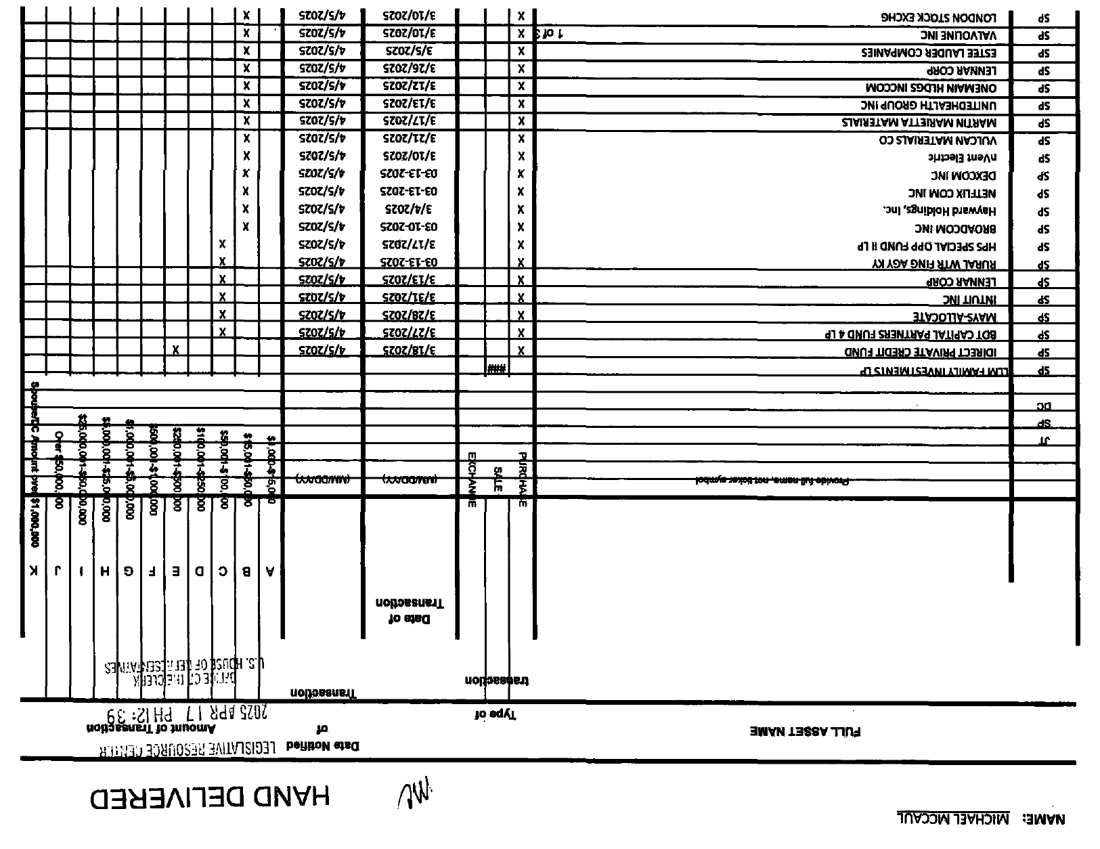 NAME: MICHAEL MCCAUL
HAND DELIVERED
LEGISLATIVE RESOURCE CENTER
2025 APR 17 PM 12: 39
U.S. HOUSE OF REPRESENTATIVES
FULL ASSET NAME
Type of
transaction
Date of
Transaction
Date Notified
of
Transaction
Amount of Transaction
A B C D E F G H I J K
Provide full name, not ticker symbol
PURCHASE
SALE
EXCHANGE
(MM/DD/YY) (MM/DD/YY)
$1,000-$15,000
$15,001-$50,000
$50,001-$100,000
$100,001-$250,000
$250,001-$500,000
$500,001-$1,000,000
$1,000,001-$5,000,000
$5,000,001-$25,000,000
$25,000,001-$50,000,000
Over $50,000,000
Spouse/DC Amount over $1,000,000
JT
SP
DC
SP LLM FAMILY INVESTMENTS LP ###
SP IDIRECT PRIVATE CREDIT FUND X 3/18/2025 4/5/2025 X
SP BOT CAPITAL PARTNERS FUND 4 LP X 3/27/2025 4/5/2025 X
SP MAYS-ALLOCATE X 3/28/2025 4/5/2025 X
SP INTUIT INC X 3/31/2025 4/5/2025 X
SP LENNAR CORP X 3/13/2025 4/5/2025 X
SP RURAL WTR FING AGY KY X 03-13-2025 4/5/2025 X
SP HPS SPECIAL OPP FUND II LP X 3/17/2025 4/5/2025 X
SP BROADCOM INC X 03-10-2025 4/5/2025 X
SP Hayward Holdings, Inc. X 3/4/2025 4/5/2025 X
SP NETFLIX COM INC X 03-13-2025 4/5/2025 X
SP DEXCOM INC X 03-13-2025 4/5/2025 X
SP nVent Electric X 3/10/2025 4/5/2025 X
SP VULCAN MATERIALS CO X 3/21/2025 4/5/2025 X
SP MARTIN MARIETTA MATERIALS X 3/17/2025 4/5/2025 X
SP UNITEDHEALTH GROUP INC X 3/13/2025 4/5/2025 X
SP ONEMAIN HLDGS INCCOM X 3/12/2025 4/5/2025 X
SP LENNAR CORP X 3/26/2025 4/5/2025 X
SP ESTEE LAUDER COMPANIES X 3/5/2025 4/5/2025 X
SP VALVOLINE INC 1 of X 3/10/2025 4/5/2025 X
SP LONDON STOCK EXCHG X 3/10/2025 4/5/2025 X